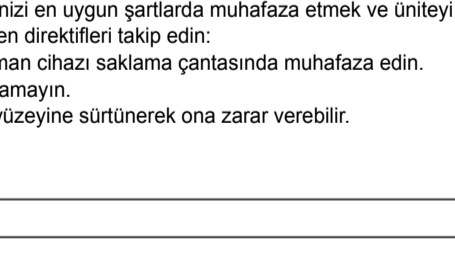 nizi en uygun şartlarda muhafaza etmek ve üniteyi
en direktifleri takip edin:
man cihazı saklama çantasında muhafaza edin.
amayın.
yüzeyine sürtünerek ona zarar verebilir.